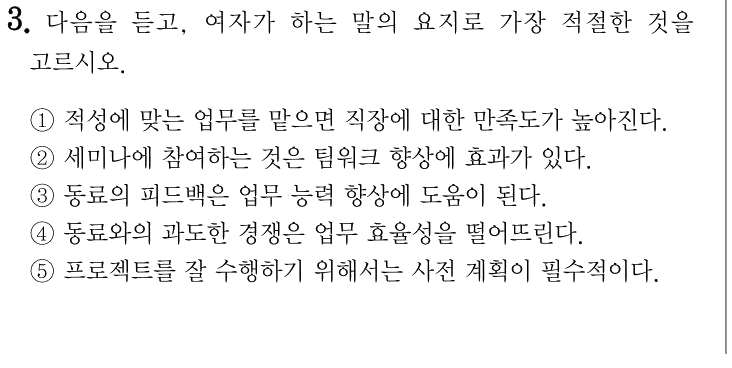 3. 다음을 듣고, 여자가 하는 말의 요지로 가장 적절한 것을
고르시오.
① 적성에 맞는 업무를 맡으면 직장에 대한 만족도가 높아진다.
② 세미나에 참여하는 것은 팀워크 향상에 효과가 있다.
③ 동료의 피드백은 업무 능력 향상에 도움이 된다.
④ 동료와의 과도한 경쟁은 업무 효율성을 떨어뜨린다.
⑤ 프로젝트를 잘 수행하기 위해서는 사전 계획이 필수적이다.